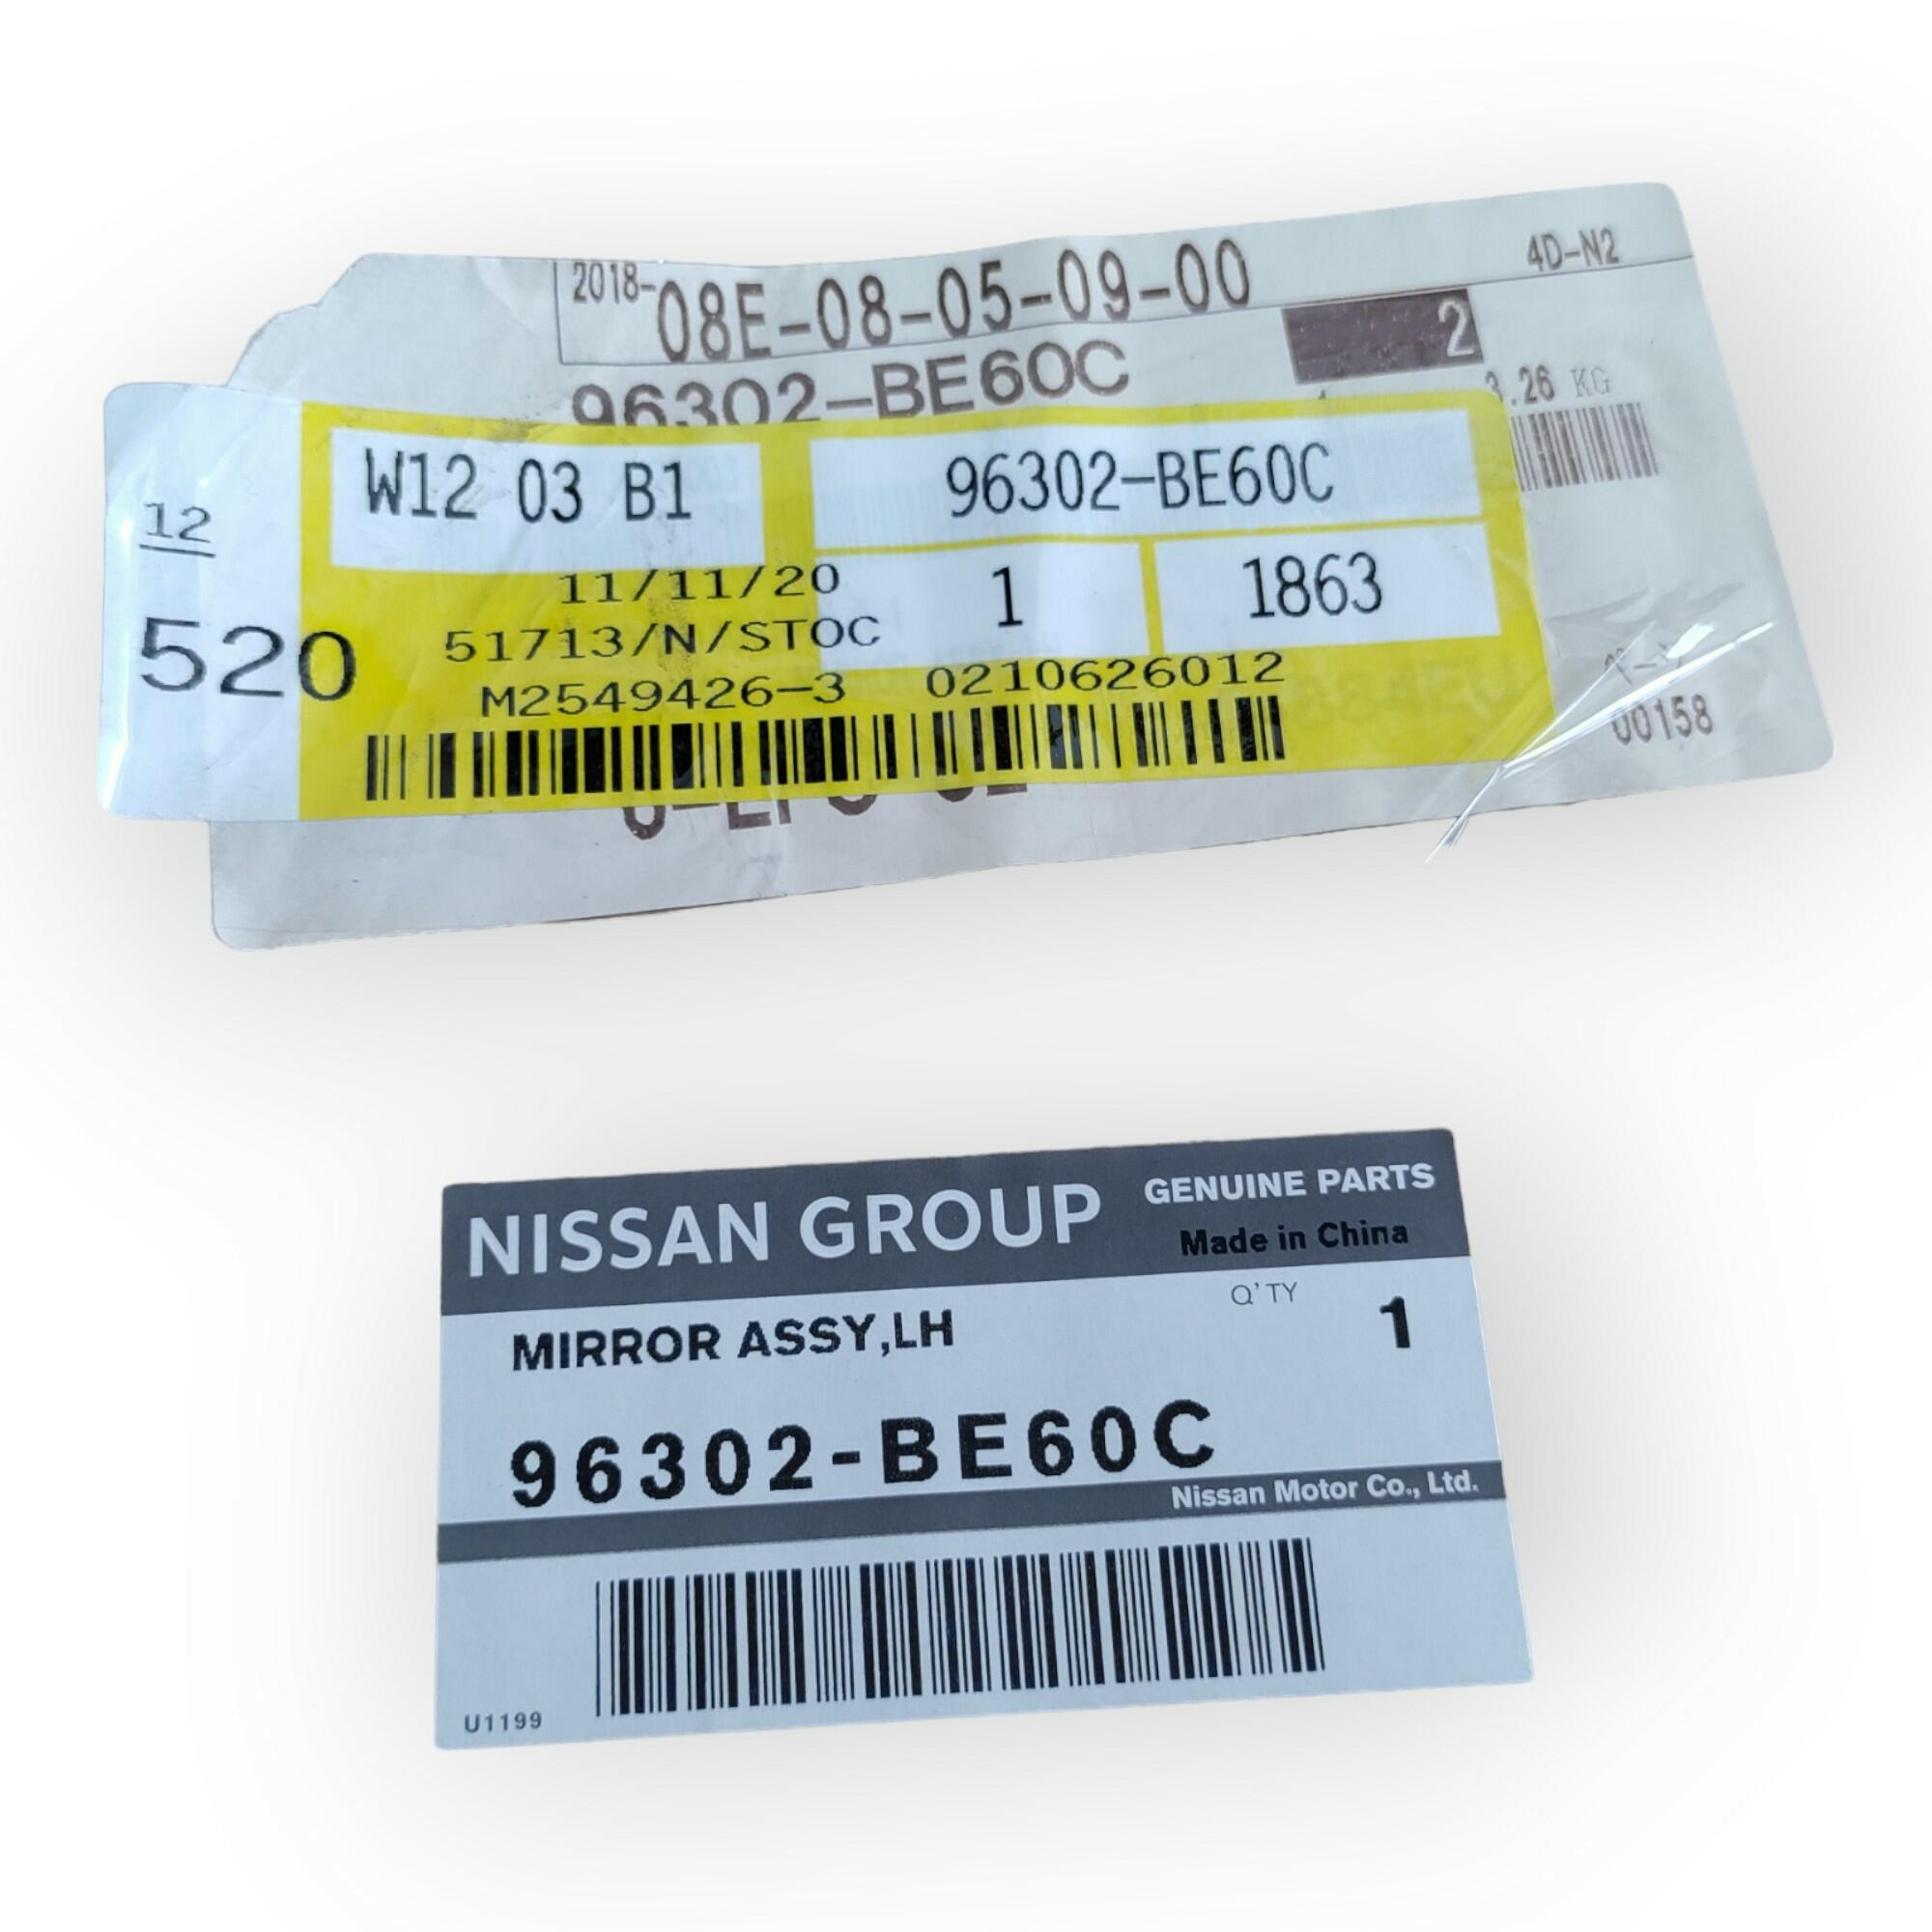 2018-08E-08-05-09-00
4D-N2
2
96302-BE60C
3.26 KG
W12 03 B1
96302-BE60C
12
11/11/20
1
1863
520
51713/N/STOC
M2549426-3 0210626012
00158
NISSAN GROUP
GENUINE PARTS
Made in China
Q'TY
1
MIRROR ASSY,LH
96302-BE60C
Nissan Motor Co., Ltd.
U1199